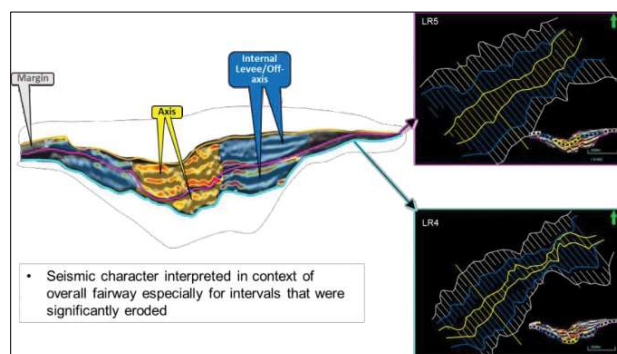 Margin
Axis
Internal
Levee/Off-
axis
LR5
LR4
• Seismic character interpreted in context of
overall fairway especially for intervals that were
significantly eroded